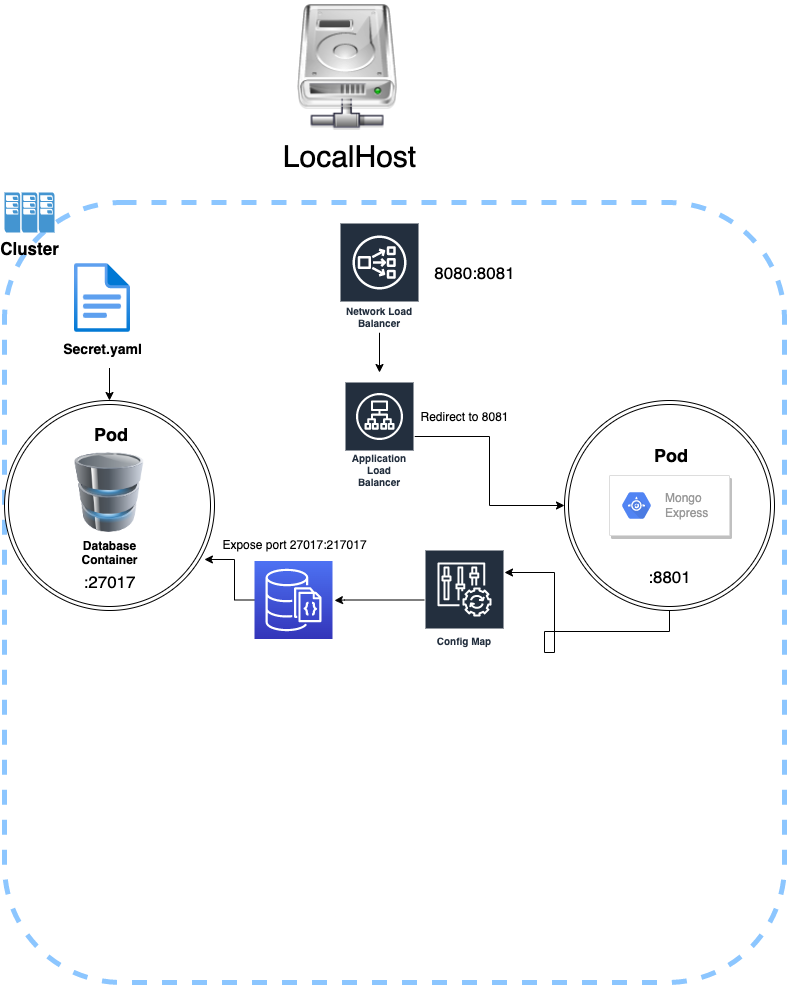 LocalHost
Cluster
8080:8081
Network Load
Balancer
Secret.yaml
Redirect to 8081
Application
Load
Balancer
Pod
Database
Container
:27017
Pod
Mongo
Express
:8801
Expose port 27017:217017
Config Map